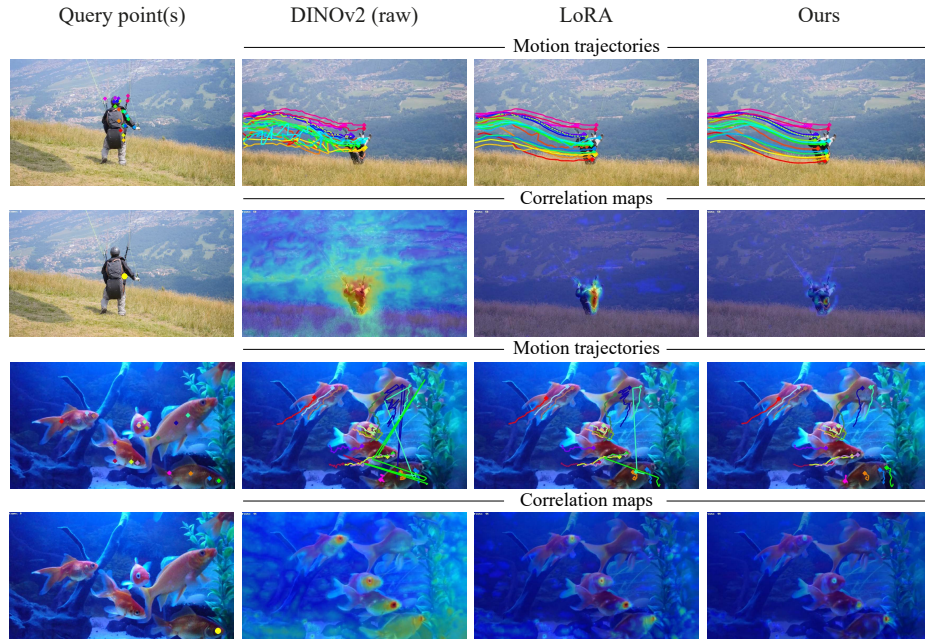 Query point(s) DINOv2 (raw) LoRA Ours
Motion trajectories
Correlation maps
Motion trajectories
Correlation maps